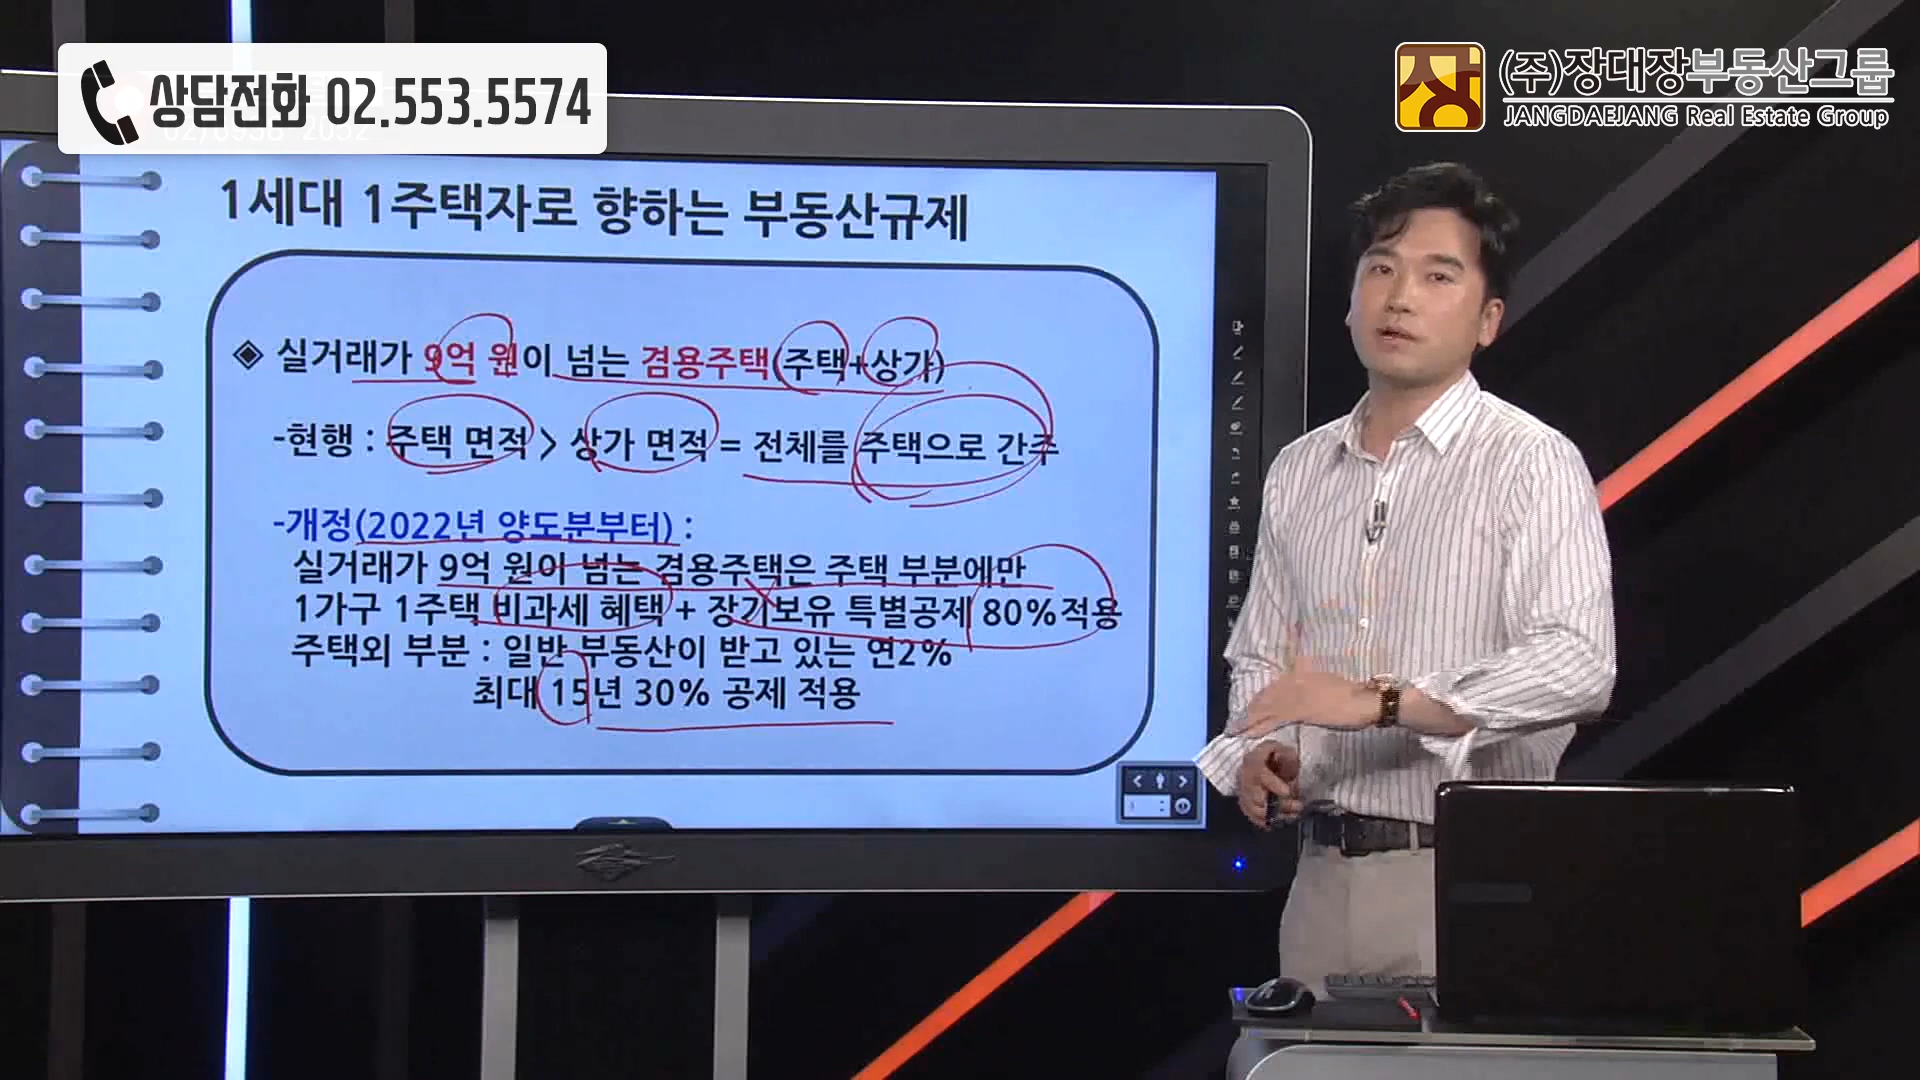 상담전화 02.553.5574
(주)장대장부동산그룹
JANGDAEJANG Real Estate Group
1세대 1주택자로 향하는 부동산규제
◈ 실거래가 9억 원이 넘는 겸용주택(주택+상가)
-현행 : 주택 면적 > 상가 면적 = 전체를 주택으로 간주
-개정(2022년 양도분부터) :
실거래가 9억 원이 넘는 겸용주택은 주택 부분에만
1가구 1주택 비과세 혜택 + 장기보유 특별공제 80%적용
주택외 부분 : 일반 부동산이 받고 있는 연2%
최대 15년 30% 공제 적용